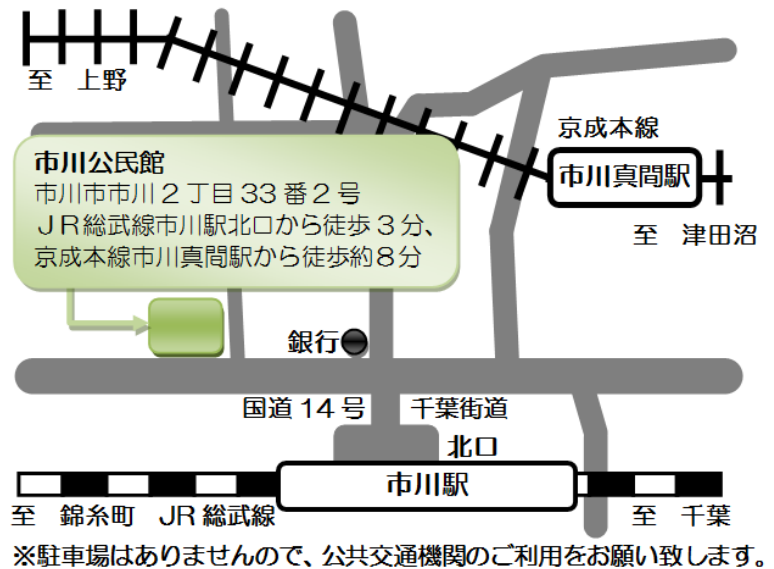 至 上野
京成本線
市川真間駅
至 津田沼
市川公民館
市川市市川２丁目33番２号
ＪＲ総武線市川駅北口から徒歩３分、
京成本線市川真間駅から徒歩約８分
銀行
国道14号 千葉街道
北口
市川駅
至 錦糸町 JR総武線 至 千葉
※駐車場はありませんので、公共交通機関のご利用をお願い致します。